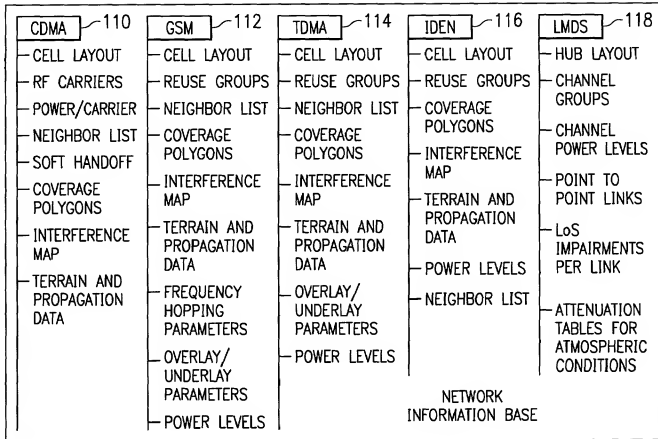 CDMA 110
CELL LAYOUT
RF CARRIERS
POWER/CARRIER
NEIGHBOR LIST
SOFT HANDOFF
COVERAGE
POLYGONS
INTERFERENCE
MAP
TERRAIN AND
PROPAGATION
DATA
GSM 112
CELL LAYOUT
REUSE GROUPS
NEIGHBOR LIST
COVERAGE
POLYGONS
INTERFERENCE
MAP
TERRAIN AND
PROPAGATION
DATA
FREQUENCY
HOPPING
PARAMETERS
OVERLAY/
UNDERLAY
PARAMETERS
POWER LEVELS
TDMA 114
CELL LAYOUT
REUSE GROUPS
NEIGHBOR LIST
COVERAGE
POLYGONS
INTERFERENCE
MAP
TERRAIN AND
PROPAGATION
DATA
OVERLAY/
UNDERLAY
PARAMETERS
POWER LEVELS
IDEN 116
CELL LAYOUT
REUSE GROUPS
COVERAGE
POLYGONS
INTERFERENCE
MAP
TERRAIN AND
PROPAGATION
DATA
POWER LEVELS
NEIGHBOR LIST
LMDS 118
HUB LAYOUT
CHANNEL
GROUPS
CHANNEL
POWER LEVELS
POINT TO
POINT LINKS
LoS
IMPAIRMENTS
PER LINK
ATTENUATION
TABLES FOR
ATMOSPHERIC
CONDITIONS
NETWORK
INFORMATION BASE